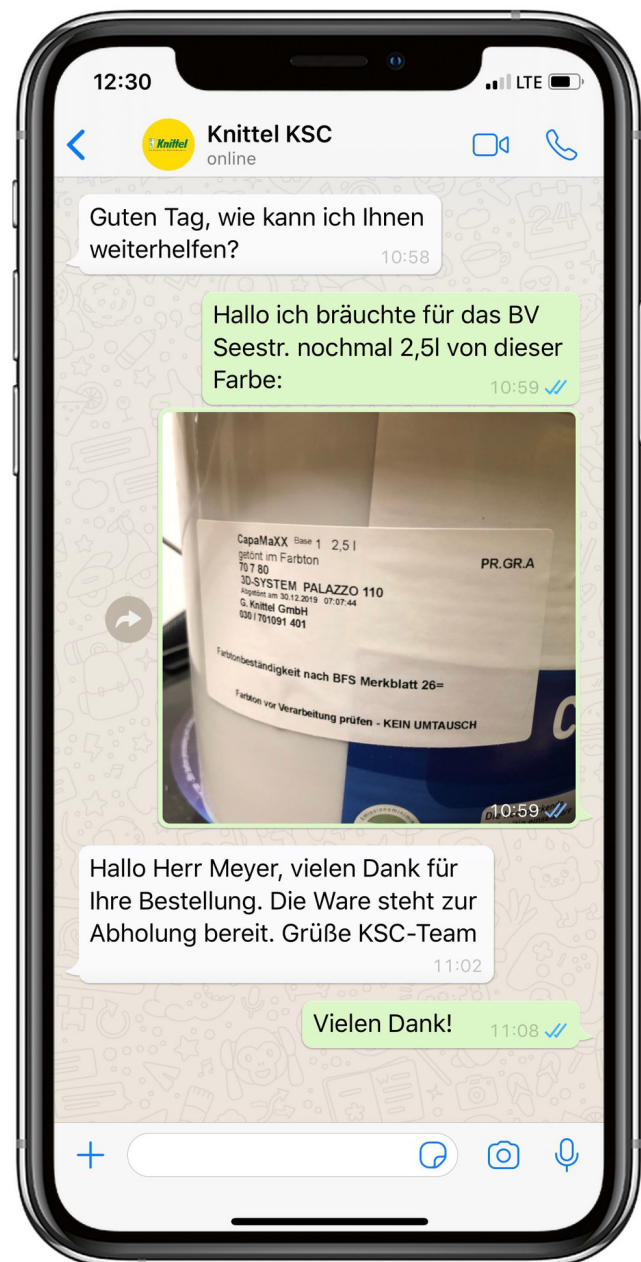 12:30
LTE
Knittel
Knittel KSC
online
Guten Tag, wie kann ich Ihnen
weiterhelfen?
10:58
Hallo ich bräuchte für das BV
Seestr. nochmal 2,5l von dieser
Farbe:
10:59
CapaMaXX Base 1 2,5 l
getönt im Farbton
PR.GR.A
70 7 80
3D-SYSTEM PALAZZO 110
Abgetönt am 30.12.2019 07:07:44
G. Knittel GmbH
030 / 701091 401
Farbtonbeständigkeit nach BFS Merkblatt 26=
Farbton vor Verarbeitung prüfen - KEIN UMTAUSCH
C
10:59
Hallo Herr Meyer, vielen Dank für
Ihre Bestellung. Die Ware steht zur
Abholung bereit. Grüße KSC-Team
11:02
Vielen Dank!
11:08